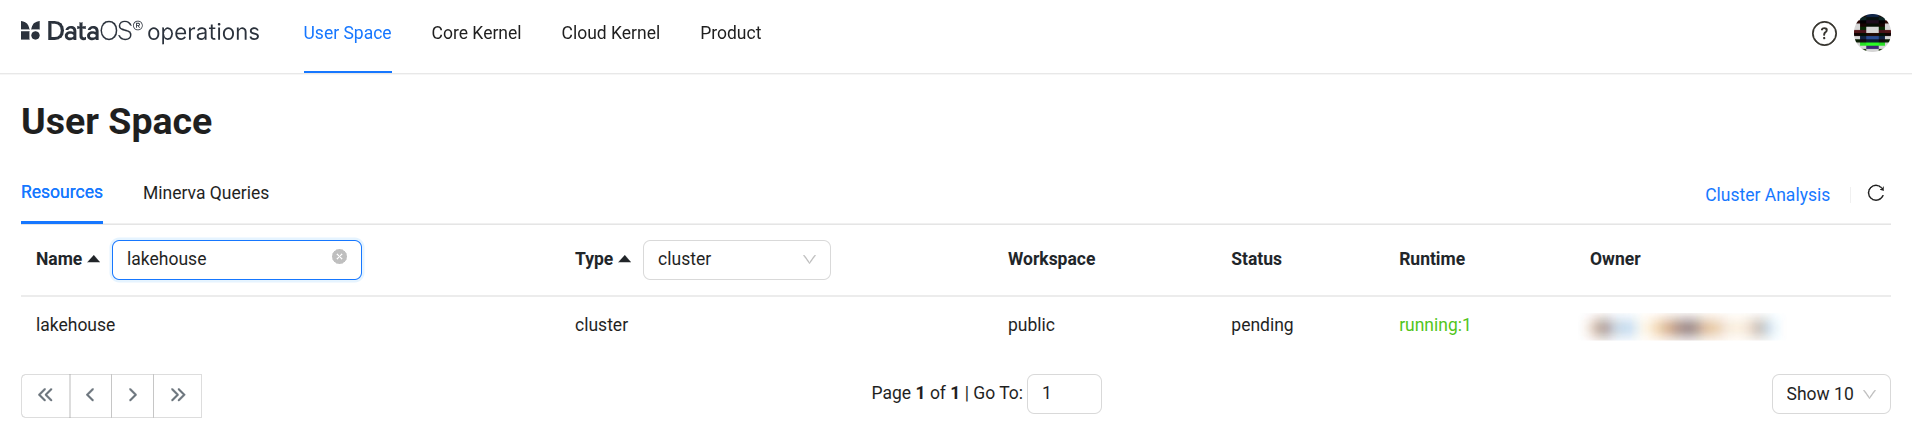 DataOS® operations User Space Core Kernel Cloud Kernel Product ?
User Space
Resources Minerva Queries Cluster Analysis
Name lakehouse Type cluster Workspace Status Runtime Owner
lakehouse cluster public pending running:1
Page 1 of 1 | Go To: 1 Show 10